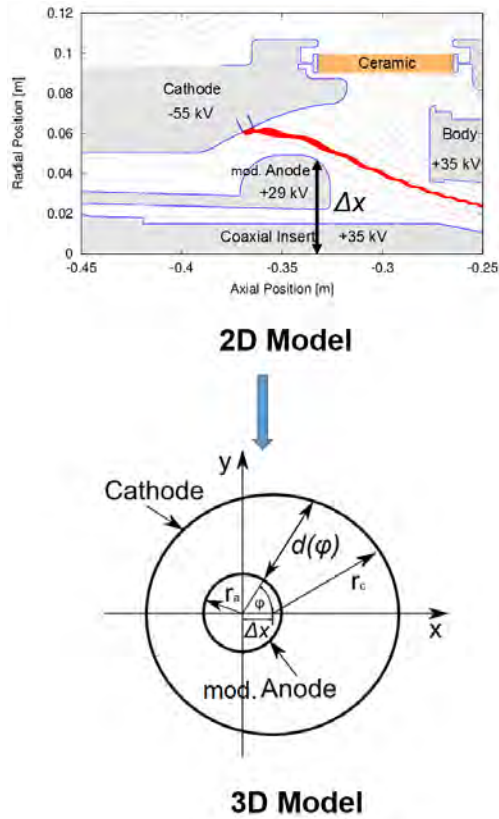 0.12
0.1
0.08
0.06
0.04
0.02
0
Radial Position [m]
Ceramic
Cathode
-55 kV
Body
+35 kV
mod. Anode
+29 kV
Δx
Coaxial Insert
+35 kV
-0.45
-0.4
-0.35
-0.3
-0.25
Axial Position [m]
2D Model
y
Cathode
d(φ)
rₐ
φ
r꜀
Δx
x
mod. Anode
3D Model